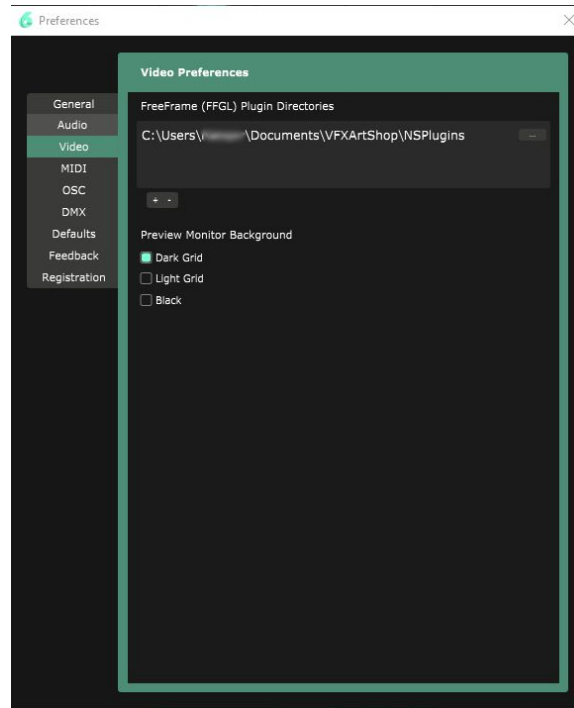 Preferences
Video Preferences
General
Audio
Video
MIDI
OSC
DMX
Defaults
Feedback
Registration
FreeFrame (FFGL) Plugin Directories
C:\Users\ \Documents\VFXArtShop\NSPlugins ...
+ -
Preview Monitor Background
Dark Grid
Light Grid
Black